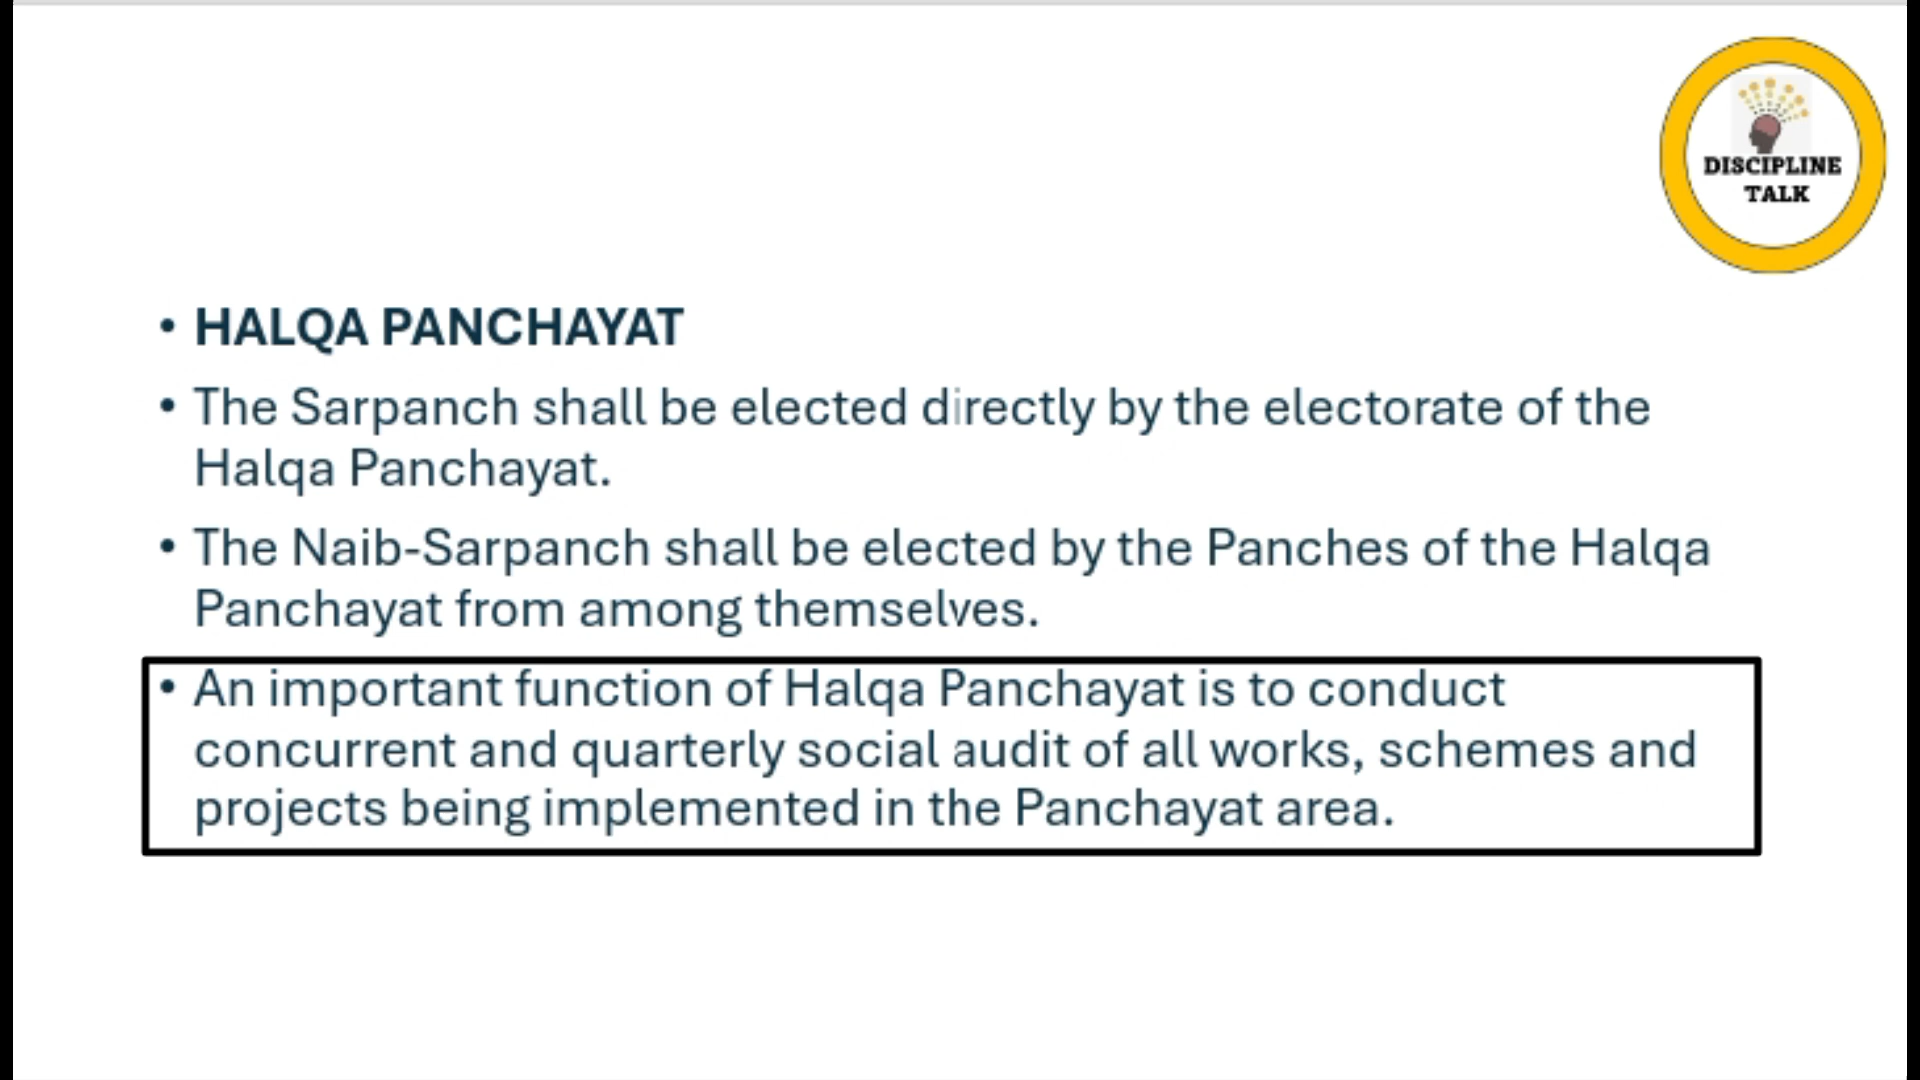 DISCIPLINE
TALK
• HALQA PANCHAYAT
• The Sarpanch shall be elected directly by the electorate of the
Halqa Panchayat.
• The Naib-Sarpanch shall be elected by the Panches of the Halqa
Panchayat from among themselves.
• An important function of Halqa Panchayat is to conduct
concurrent and quarterly social audit of all works, schemes and
projects being implemented in the Panchayat area.